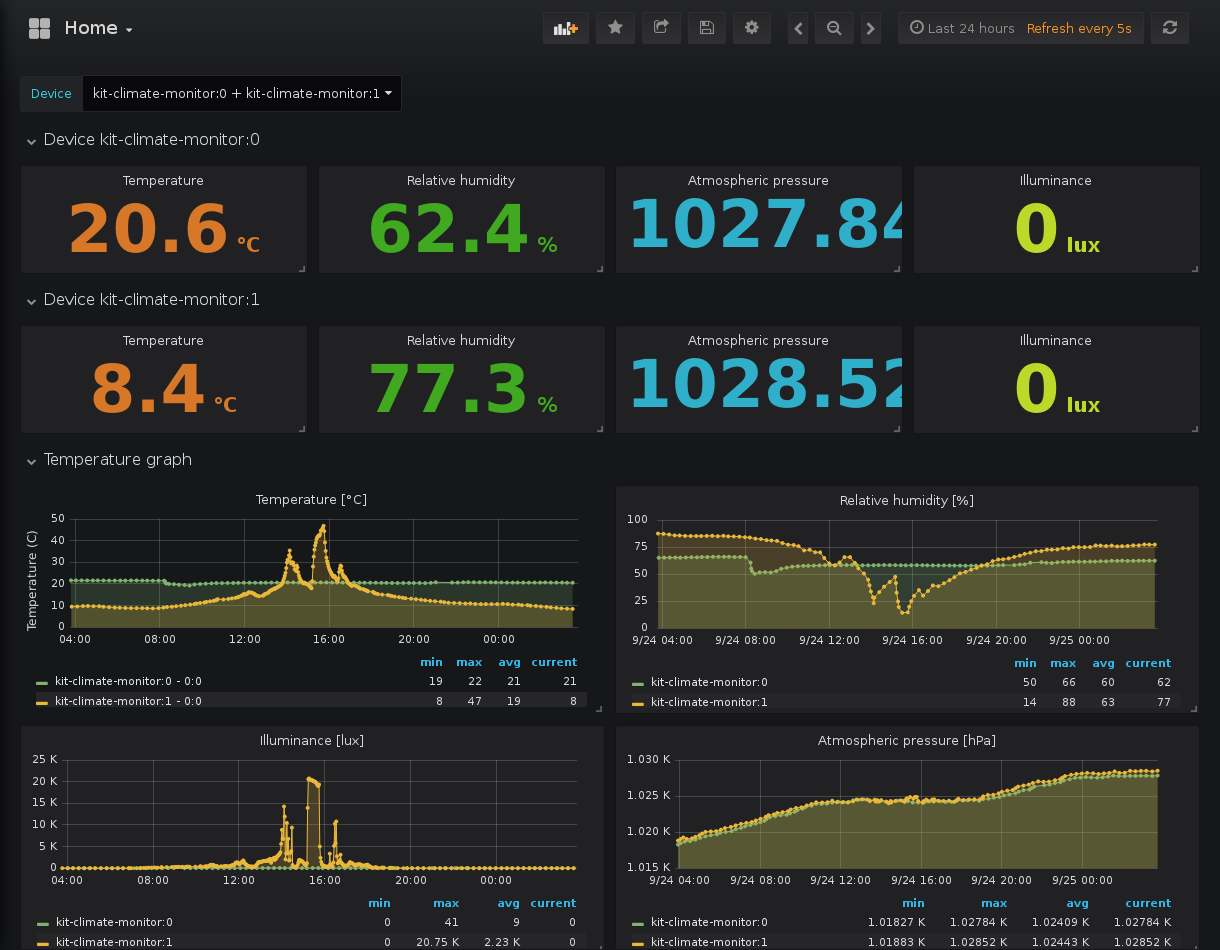 Home
Last 24 hours Refresh every 5s
Device kit-climate-monitor:0 + kit-climate-monitor:1
Device kit-climate-monitor:0
Temperature Relative humidity Atmospheric pressure Illuminance
20.6 °C 62.4 % 1027.84 0 lux
Device kit-climate-monitor:1
Temperature Relative humidity Atmospheric pressure Illuminance
8.4 °C 77.3 % 1028.52 0 lux
Temperature graph
Temperature [°C]
Temperature (C)
50
40
30
20
10
0
04:00 08:00 12:00 16:00 20:00 00:00
min max avg current
kit-climate-monitor:0 - 0:0 19 22 21 21
kit-climate-monitor:1 - 0:0 8 47 19 8
Relative humidity [%]
100
75
50
25
0
9/24 04:00 9/24 08:00 9/24 12:00 9/24 16:00 9/24 20:00 9/25 00:00
min max avg current
kit-climate-monitor:0 50 66 60 62
kit-climate-monitor:1 14 88 63 77
Illuminance [lux]
25 K
20 K
15 K
10 K
5 K
0
04:00 08:00 12:00 16:00 20:00 00:00
min max avg current
kit-climate-monitor:0 0 41 9 0
kit-climate-monitor:1 0 20.75 K 2.23 K 0
Atmospheric pressure [hPa]
1.030 K
1.025 K
1.020 K
1.015 K
9/24 04:00 9/24 08:00 9/24 12:00 9/24 16:00 9/24 20:00 9/25 00:00
min max avg current
kit-climate-monitor:0 1.01827 K 1.02784 K 1.02409 K 1.02784 K
kit-climate-monitor:1 1.01883 K 1.02852 K 1.02443 K 1.02852 K